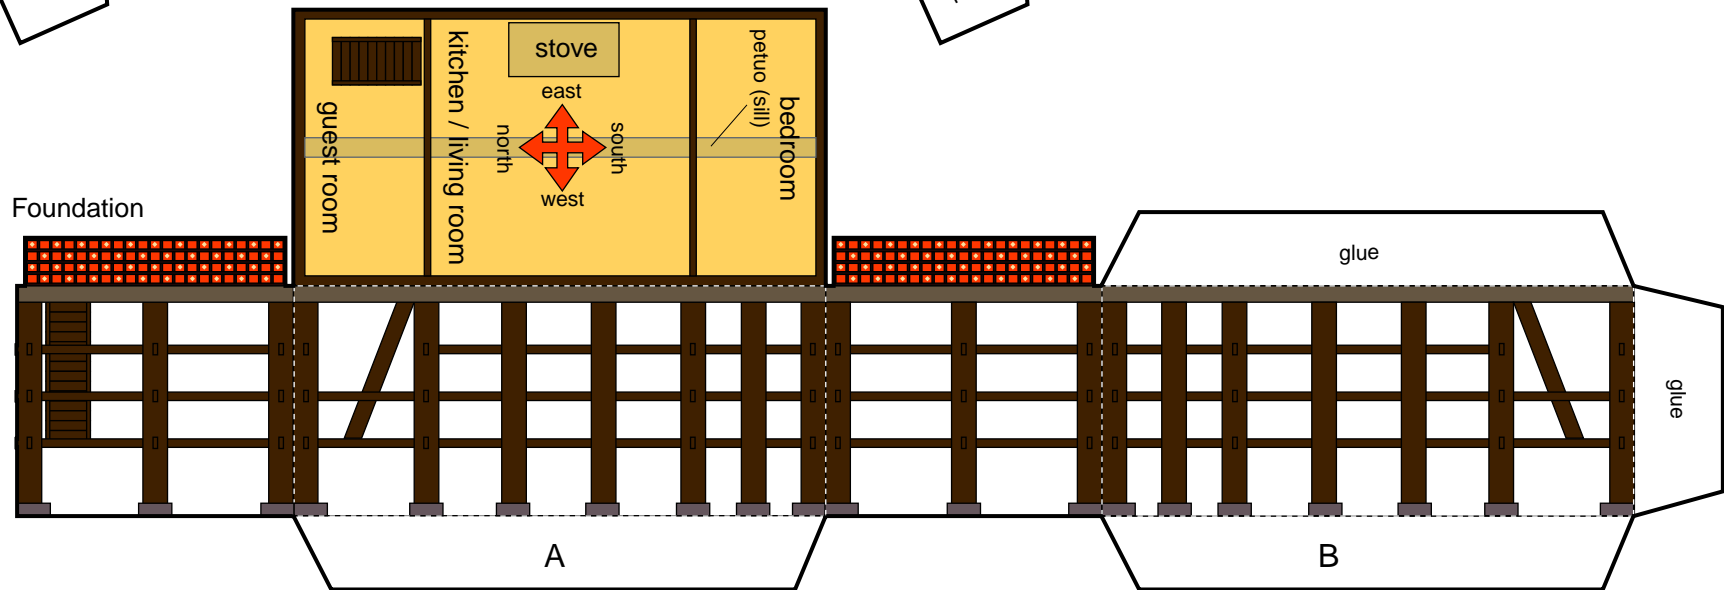 stove
east
north
south
west
guest room
kitchen / living room
petuo (sill)
bedroom
Foundation
glue
glue
A
B